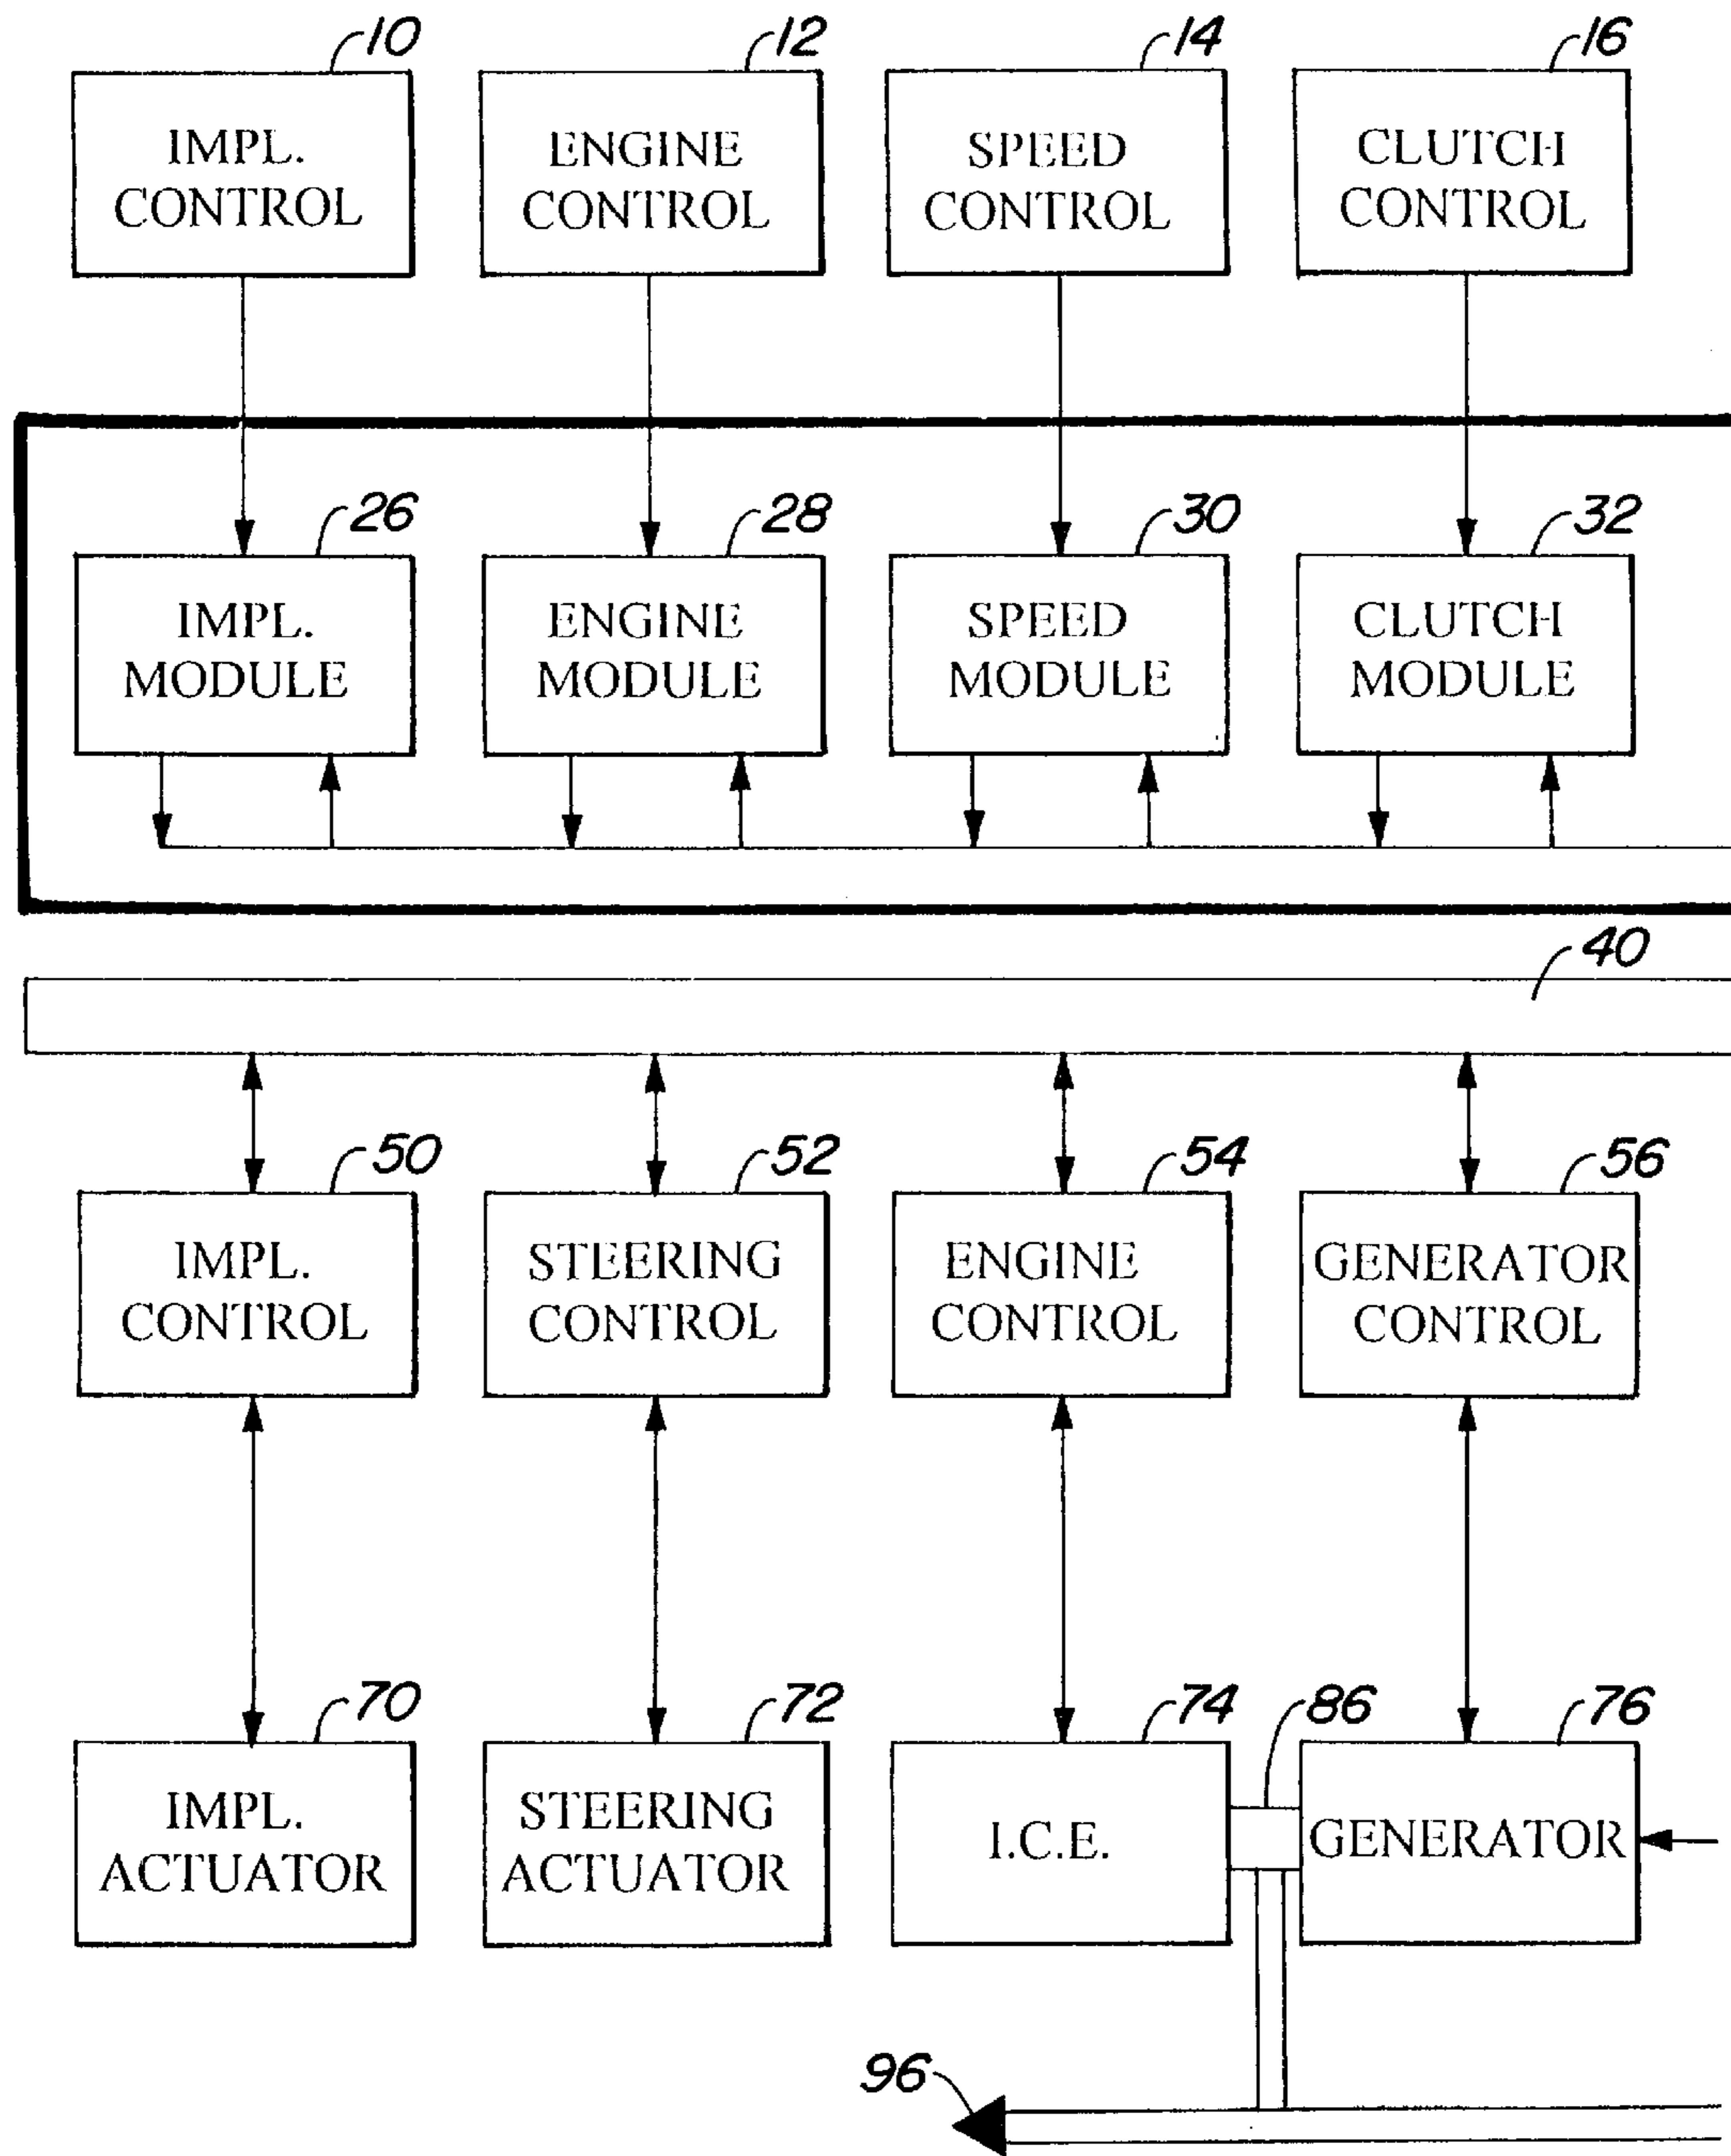 10
12
14
16
IMPL.
CONTROL
ENGINE
CONTROL
SPEED
CONTROL
CLUTCH
CONTROL
26
28
30
32
IMPL.
MODULE
ENGINE
MODULE
SPEED
MODULE
CLUTCH
MODULE
40
50
52
54
56
IMPL.
CONTROL
STEERING
CONTROL
ENGINE
CONTROL
GENERATOR
CONTROL
70
72
74
86
76
IMPL.
ACTUATOR
STEERING
ACTUATOR
I.C.E.
GENERATOR
96